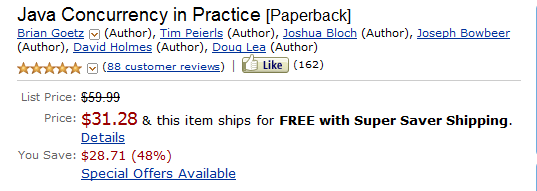 Java Concurrency in Practice [Paperback]
Brian Goetz (Author), Tim Peierls (Author), Joshua Bloch (Author), Joseph Bowbeer
(Author), David Holmes (Author), Doug Lea (Author)
(88 customer reviews) | Like (162)
List Price: $59.99
Price: $31.28 & this item ships for FREE with Super Saver Shipping.
Details
You Save: $28.71 (48%)
Special Offers Available